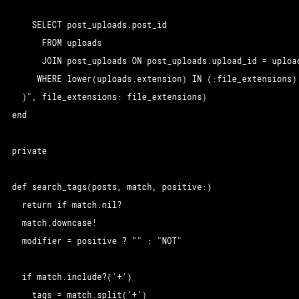 SELECT post_uploads.post_id
FROM uploads
JOIN post_uploads ON post_uploads.upload_id =
WHERE lower(uploads.extension) IN (:file_extensions)
)", file_extensions: file_extensions)
end
private
def search_tags(posts, match, positive:)
return if match.nil?
match.downcase!
modifier = positive ? "" : "NOT"
if match.include?('+')
tags = match.split('+')